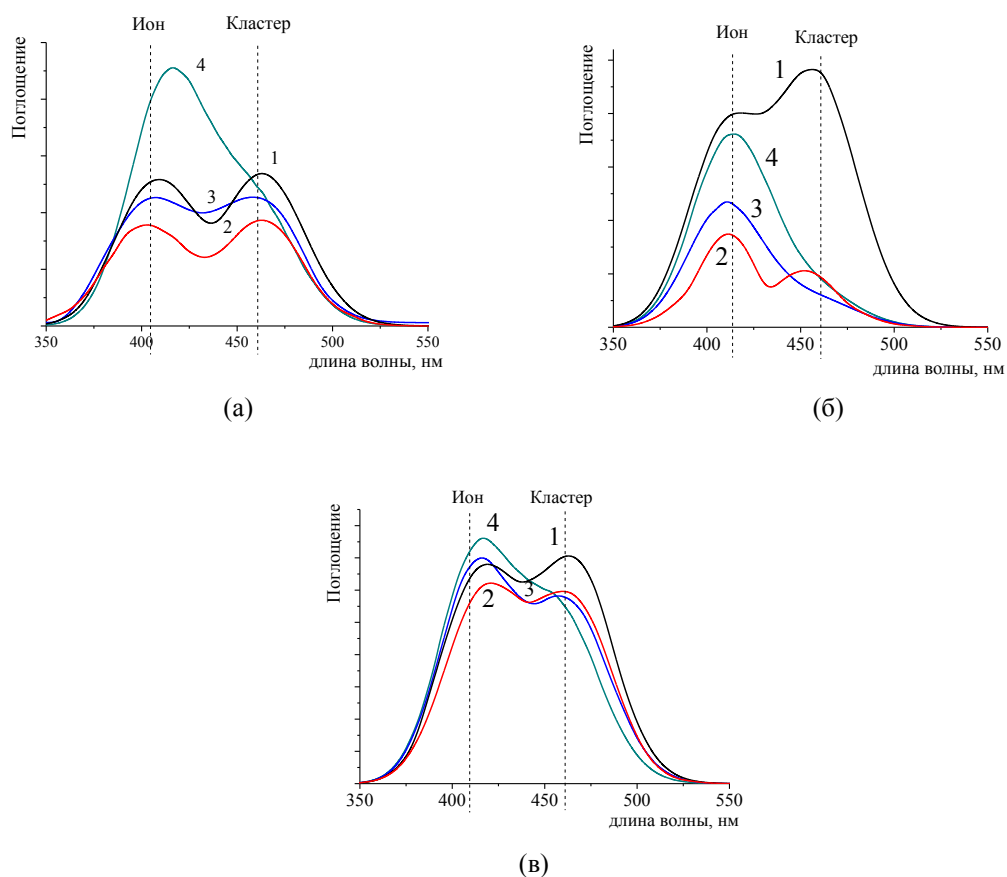 Ион Кластер
Поглощение
4
1
3
2
350 400 450 500 550
длина волны, нм
(а)
Ион Кластер
Поглощение
1
4
3
2
350 400 450 500 550
длина волны, нм
(б)
Ион Кластер
Поглощение
4 1
3
2
350 400 450 500 550
длина волны, нм
(в)